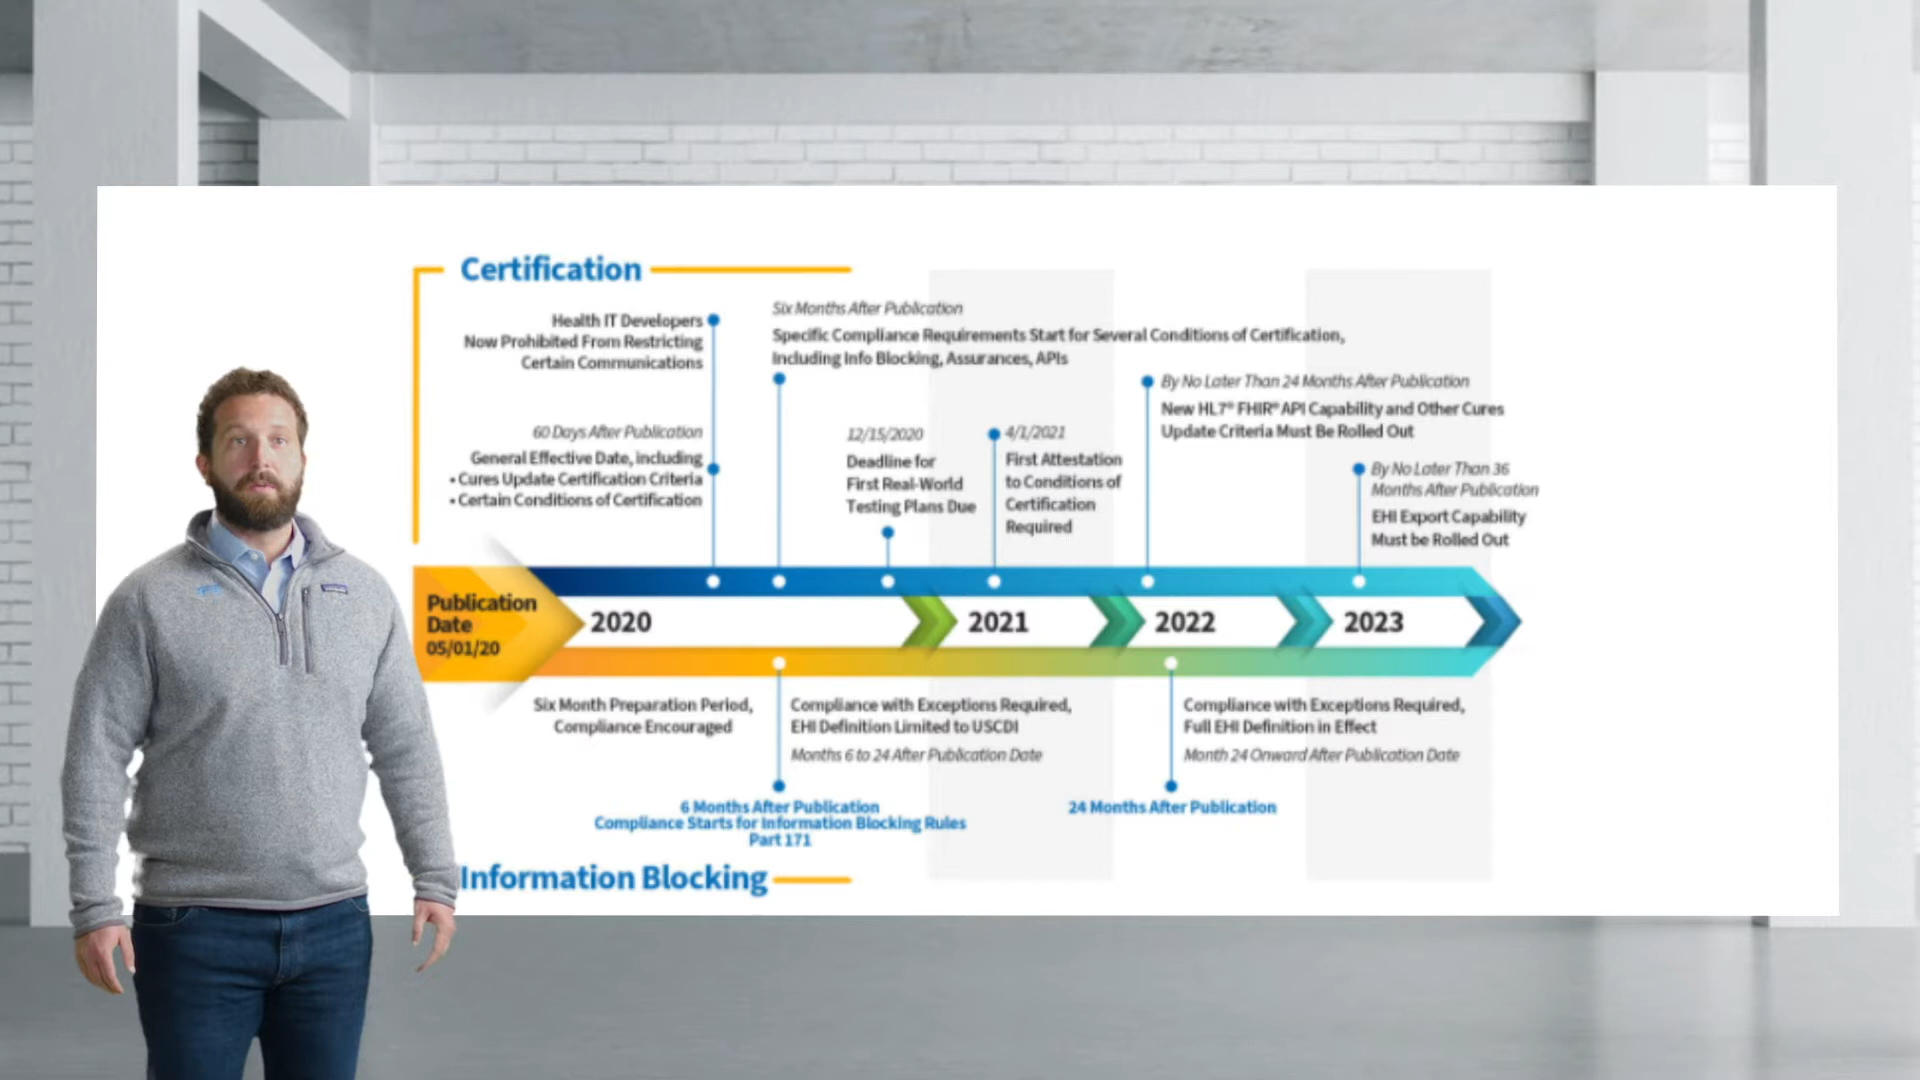 Certification
Health IT Developers
Now Prohibited From Restricting
Certain Communications
60 Days After Publication
General Effective Date, including
• Cures Update Certification Criteria
• Certain Conditions of Certification
Six Months After Publication
Specific Compliance Requirements Start for Several Conditions of Certification,
Including Info Blocking, Assurances, APIs
12/15/2020
Deadline for
First Real-World
Testing Plans Due
4/1/2021
First Attestation
to Conditions of
Certification
Required
By No Later Than 24 Months After Publication
New HL7® FHIR® API Capability and Other Cures
Update Criteria Must Be Rolled Out
By No Later Than 36
Months After Publication
EHI Export Capability
Must be Rolled Out
Publication
Date
05/01/20
2020
2021
2022
2023
Six Month Preparation Period,
Compliance Encouraged
Compliance with Exceptions Required,
EHI Definition Limited to USCDI
Months 6 to 24 After Publication Date
Compliance with Exceptions Required,
Full EHI Definition in Effect
Month 24 Onward After Publication Date
6 Months After Publication
Compliance Starts for Information Blocking Rules
Part 171
24 Months After Publication
Information Blocking